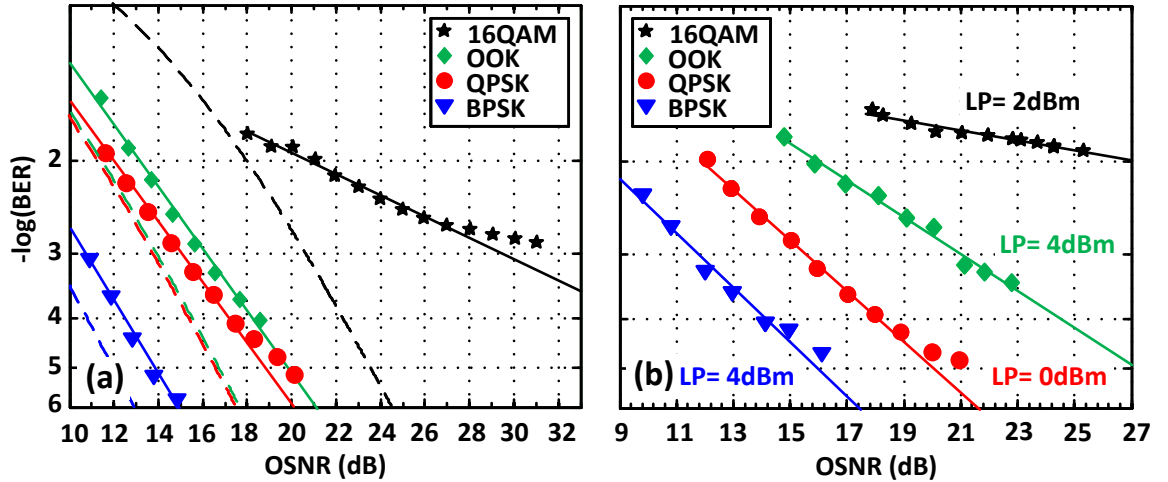 16QAM
OOK
QPSK
BPSK
-log(BER)
2
3
4
5
6
(a)
10 12 14 16 18 20 22 24 26 28 30 32
OSNR (dB)
16QAM
OOK
QPSK
BPSK
LP= 2dBm
LP= 4dBm
(b)
LP= 4dBm
LP= 0dBm
9 11 13 15 17 19 21 23 25 27
OSNR (dB)